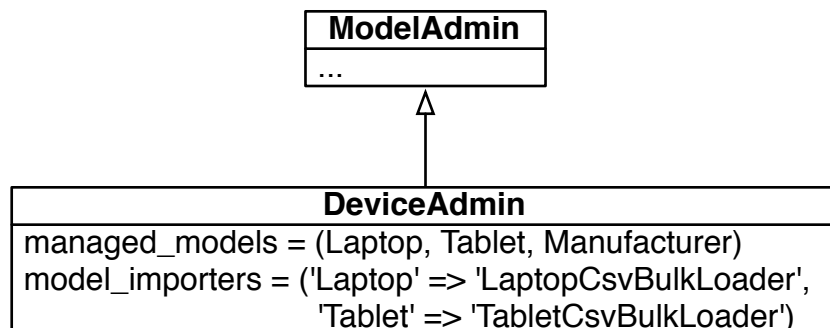 ModelAdmin
...
DeviceAdmin
managed_models = (Laptop, Tablet, Manufacturer)
model_importers = ('Laptop' => 'LaptopCsvBulkLoader',
'Tablet' => 'TabletCsvBulkLoader')